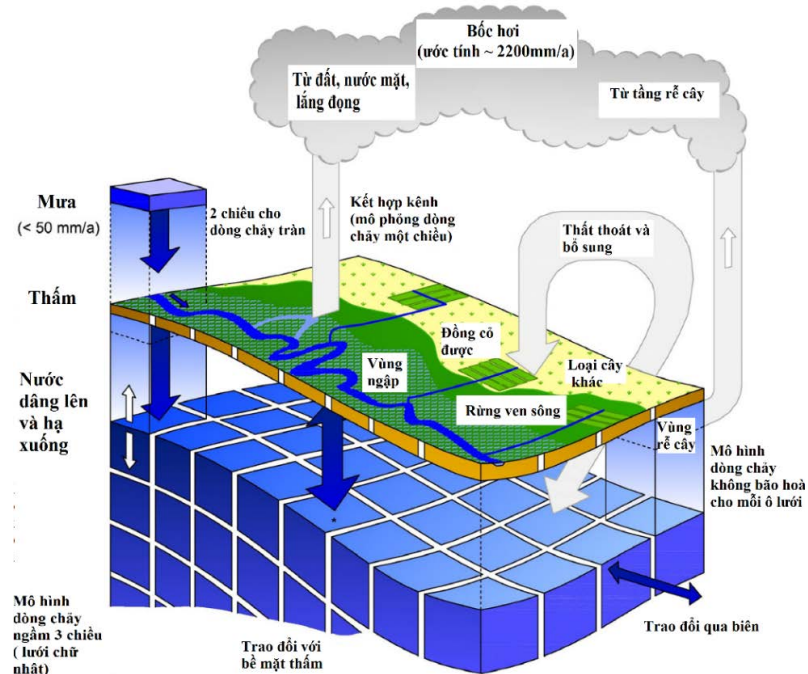 Bốc hơi
(ước tính ~ 2200mm/a)
Từ đất, nước mặt,
lắng đọng
Từ tầng rễ cây
Mưa
(< 50 mm/a)
2 chiều cho
dòng chảy tràn
Kết hợp kênh
(mô phỏng dòng
chảy một chiều)
Thất thoát và
bổ sung
Thấm
Đồng cỏ
được
Loại cây
khác
Vùng
ngập
Rừng ven sông
Nước
dâng lên
và hạ
xuống
Vùng
rễ cây
Mô hình
dòng chảy
không bão hoà
cho mỗi ô lưới
Mô hình
dòng chảy
ngầm 3 chiều
( lưới chữ
nhật)
Trao đổi với
bề mặt thấm
Trao đổi qua biên